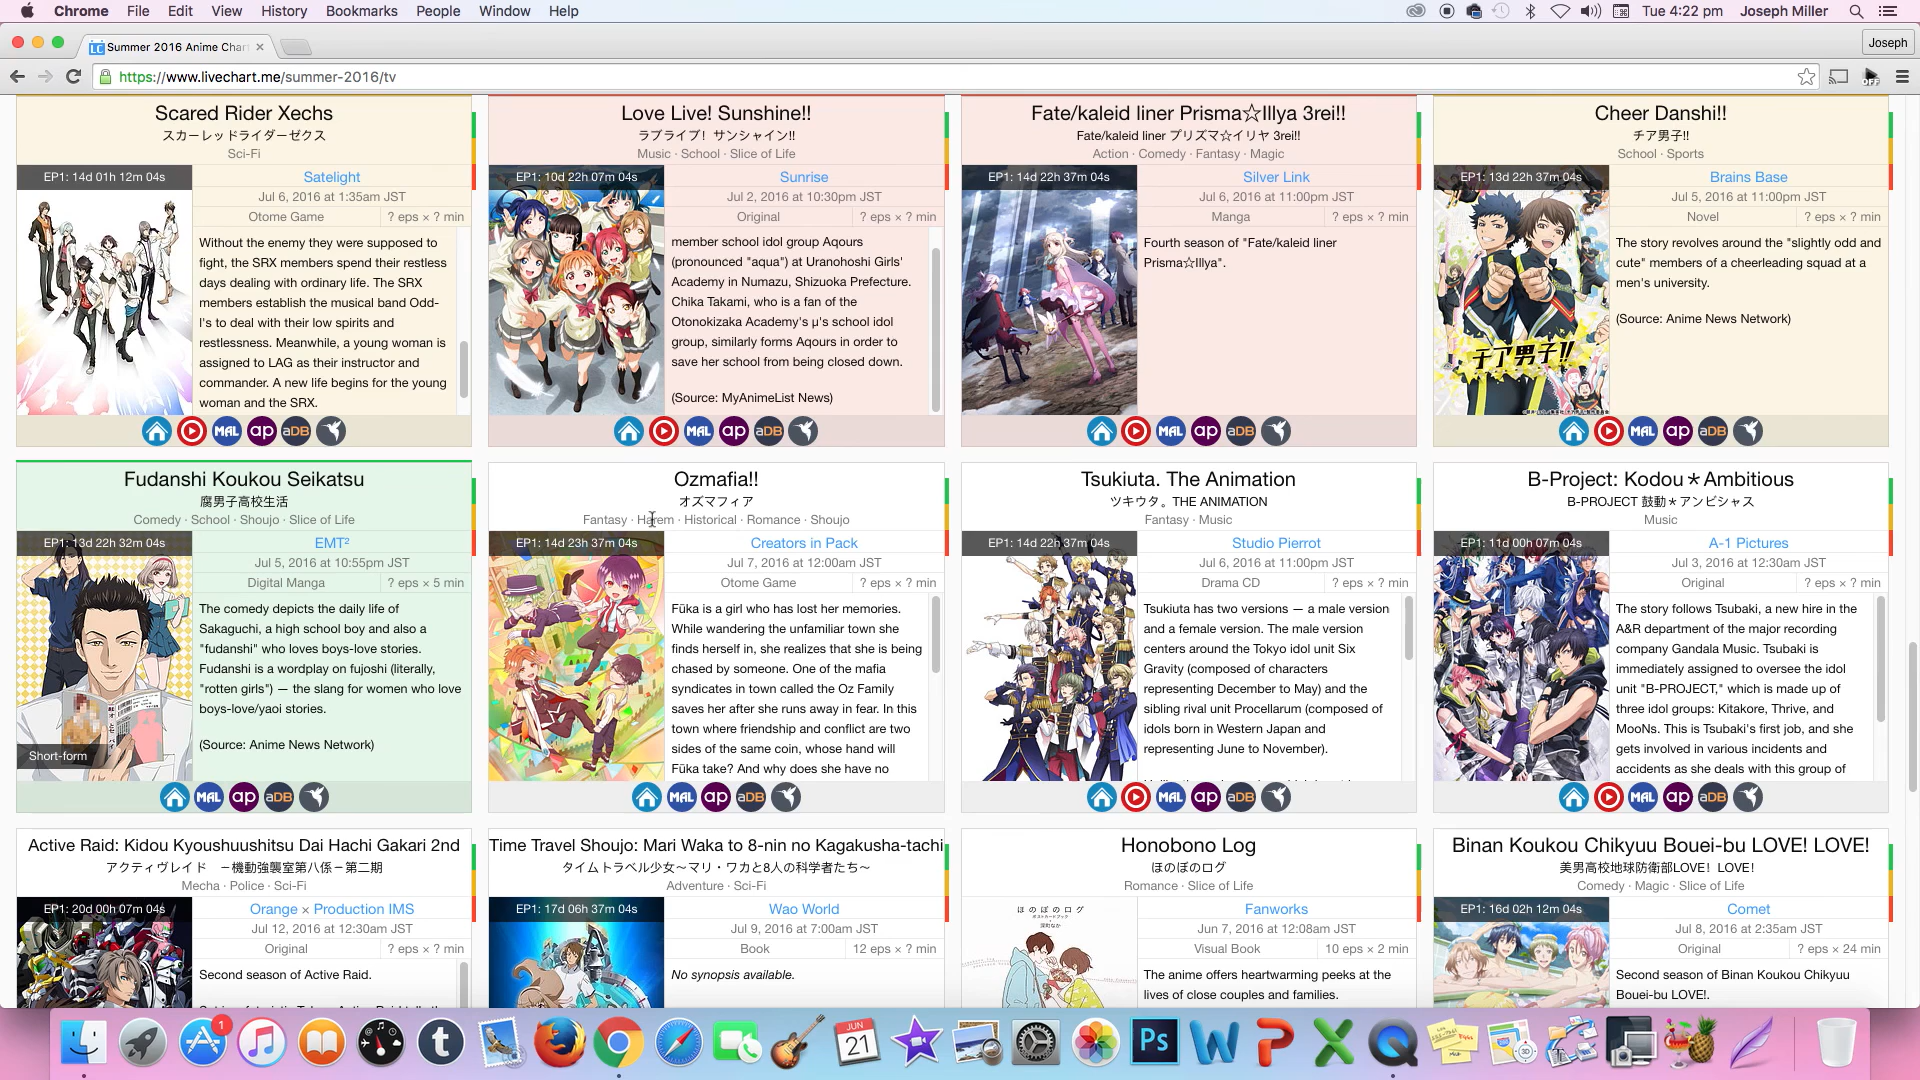 Chrome File Edit View History Bookmarks People Window Help
Tue 4:22 pm Joseph Miller
Summer 2016 Anime Char
Joseph
https://www.livechart.me/summer-2016/tv
OFF
Scared Rider Xechs
スカーレッドライダーゼクス
Sci-Fi
EP1: 14d 01h 12m 04s
Satelight
Jul 6, 2016 at 1:35am JST
Otome Game
? eps × ? min
Without the enemy they were supposed to
fight, the SRX members spend their restless
days dealing with ordinary life. The SRX
members establish the musical band Odd-
I's to deal with their low spirits and
restlessness. Meanwhile, a young woman is
assigned to LAG as their instructor and
commander. A new life begins for the young
woman and the SRX.
MAL ap aDB
Love Live! Sunshine!!
ラブライブ！サンシャイン!!
Music · School · Slice of Life
EP1: 10d 22h 07m 04s
Sunrise
Jul 2, 2016 at 10:30pm JST
Original
? eps × ? min
member school idol group Aqours
(pronounced "aqua") at Uranohoshi Girls'
Academy in Numazu, Shizuoka Prefecture.
Chika Takami, who is a fan of the
Otonokizaka Academy's μ's school idol
group, similarly forms Aqours in order to
save her school from being closed down.
(Source: MyAnimeList News)
MAL ap aDB
Fate/kaleid liner Prisma☆Illya 3rei!!
Fate/kaleid liner プリズマ☆イリヤ 3rei!!
Action · Comedy · Fantasy · Magic
EP1: 14d 22h 37m 04s
Silver Link
Jul 6, 2016 at 11:00pm JST
Manga
? eps × ? min
Fourth season of "Fate/kaleid liner
Prisma☆Illya".
MAL ap aDB
Cheer Danshi!!
チア男子!!
School · Sports
EP1: 13d 22h 37m 04s
Brains Base
Jul 5, 2016 at 11:00pm JST
Novel
? eps × ? min
The story revolves around the "slightly odd and
cute" members of a cheerleading squad at a
men's university.
(Source: Anime News Network)
チア男子!!
MAL ap aDB
Fudanshi Koukou Seikatsu
腐男子高校生活
Comedy · School · Shoujo · Slice of Life
EP1: 13d 22h 32m 04s
EMT²
Jul 5, 2016 at 10:55pm JST
Digital Manga
? eps × 5 min
The comedy depicts the daily life of
Sakaguchi, a high school boy and also a
"fudanshi" who loves boys-love stories.
Fudanshi is a wordplay on fujoshi (literally,
"rotten girls") — the slang for women who love
boys-love/yaoi stories.
(Source: Anime News Network)
Short-form
MAL ap aDB
Ozmafia!!
オズマフィア
Fantasy · Harem · Historical · Romance · Shoujo
EP1: 14d 23h 37m 04s
Creators in Pack
Jul 7, 2016 at 12:00am JST
Otome Game
? eps × ? min
Fūka is a girl who has lost her memories.
While wandering the unfamiliar town she
finds herself in, she realizes that she is being
chased by someone. One of the mafia
syndicates in town called the Oz Family
saves her after she runs away in fear. In this
town where friendship and conflict are two
sides of the same coin, whose hand will
Fūka take? And why does she have no
MAL ap aDB
Tsukiuta. The Animation
ツキウタ。THE ANIMATION
Fantasy · Music
EP1: 14d 22h 37m 04s
Studio Pierrot
Jul 6, 2016 at 11:00pm JST
Drama CD
? eps × ? min
Tsukiuta has two versions — a male version
and a female version. The male version
centers around the Tokyo idol unit Six
Gravity (composed of characters
representing December to May) and the
sibling rival unit Procellarum (composed of
idols born in Western Japan and
representing June to November).
MAL ap aDB
B-Project: Kodou＊Ambitious
B-PROJECT 鼓動＊アンビシャス
Music
EP1: 11d 00h 07m 04s
A-1 Pictures
Jul 3, 2016 at 12:30am JST
Original
? eps × ? min
The story follows Tsubaki, a new hire in the
A&R department of the major recording
company Gandala Music. Tsubaki is
immediately assigned to oversee the idol
unit "B-PROJECT," which is made up of
three idol groups: Kitakore, Thrive, and
MooNs. This is Tsubaki's first job, and she
gets involved in various incidents and
accidents as she deals with this group of
MAL ap aDB
Active Raid: Kidou Kyoushuushitsu Dai Hachi Gakari 2nd
アクティヴレイド －機動強襲室第八係－第二期
Mecha · Police · Sci-Fi
EP1: 20d 00h 07m 04s
Orange × Production IMS
Jul 12, 2016 at 12:30am JST
Original
? eps × ? min
Second season of Active Raid.
Time Travel Shoujo: Mari Waka to 8-nin no Kagakusha-tachi
タイムトラベル少女～マリ・ワカと8人の科学者たち～
Adventure · Sci-Fi
EP1: 17d 06h 37m 04s
Wao World
Jul 9, 2016 at 7:00am JST
Book
12 eps × ? min
No synopsis available.
Honobono Log
ほのぼのログ
Romance · Slice of Life
ほのぼのログ
Fanworks
Jun 7, 2016 at 12:08am JST
Visual Book
10 eps × 2 min
The anime offers heartwarming peeks at the
lives of close couples and families.
Binan Koukou Chikyuu Bouei-bu LOVE! LOVE!
美男高校地球防衛部LOVE！LOVE！
Comedy · Magic · Slice of Life
EP1: 16d 02h 12m 04s
Comet
Jul 8, 2016 at 2:35am JST
Original
? eps × 24 min
Second season of Binan Koukou Chikyuu
Bouei-bu LOVE!.
1
JUN
21
Ps